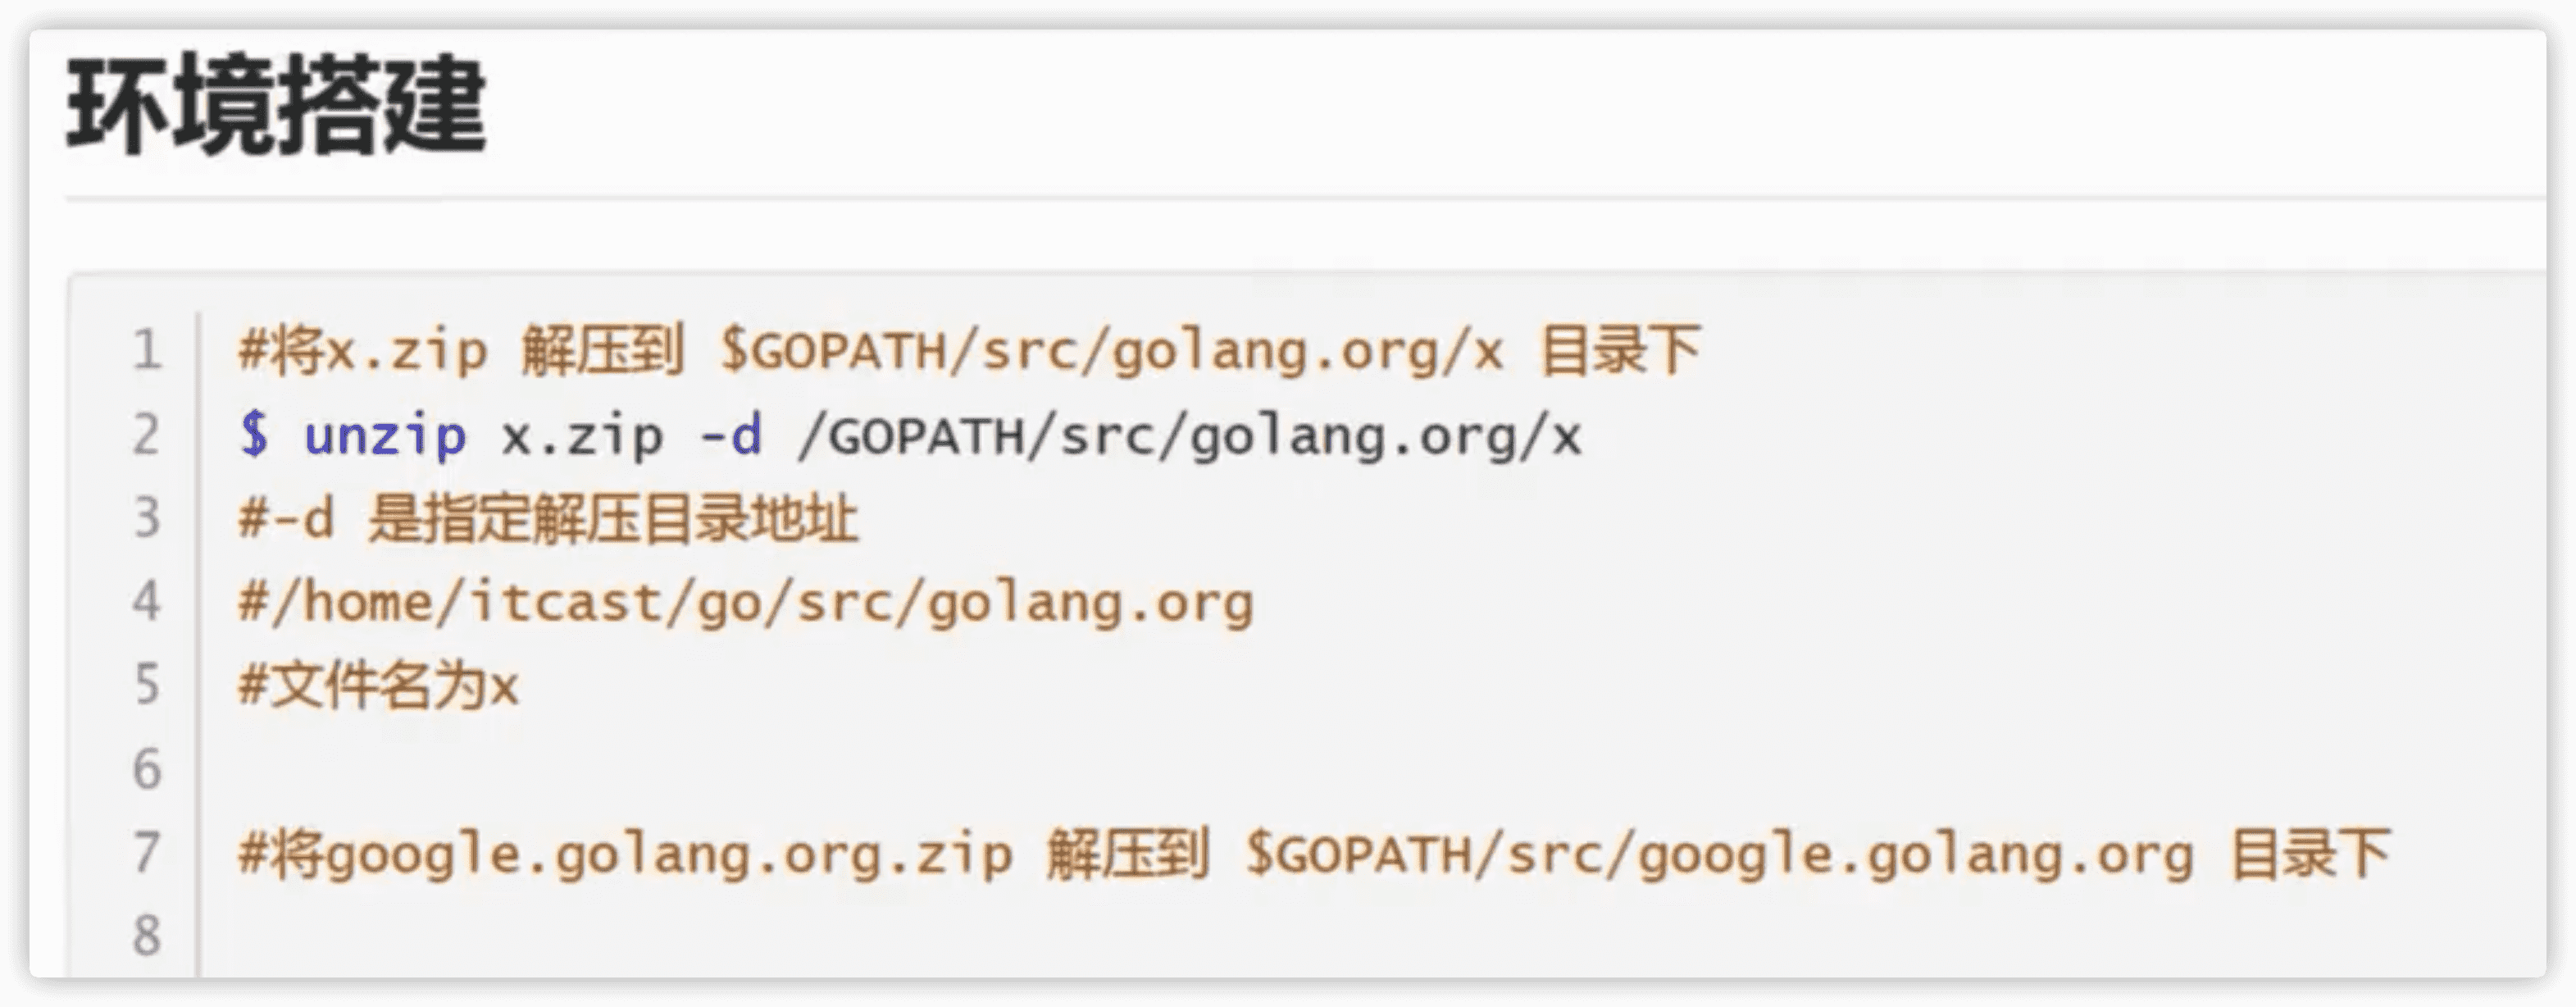 环境搭建
1 #将x.zip 解压到 $GOPATH/src/golang.org/x 目录下
2 $ unzip x.zip -d /GOPATH/src/golang.org/x
3 #-d 是指定解压目录地址
4 #/home/itcast/go/src/golang.org
5 #文件名为x
6
7 #将google.golang.org.zip 解压到 $GOPATH/src/google.golang.org 目录下
8